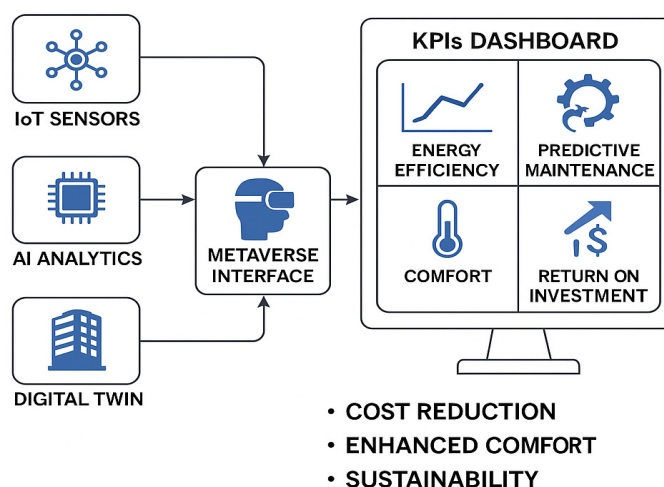 IoT SENSORS
AI ANALYTICS
DIGITAL TWIN
METAVERSE
INTERFACE
KPIs DASHBOARD
ENERGY
EFFICIENCY
PREDICTIVE
MAINTENANCE
COMFORT
$
RETURN ON
INVESTMENT
• COST REDUCTION
• ENHANCED COMFORT
• SUSTAINABILITY